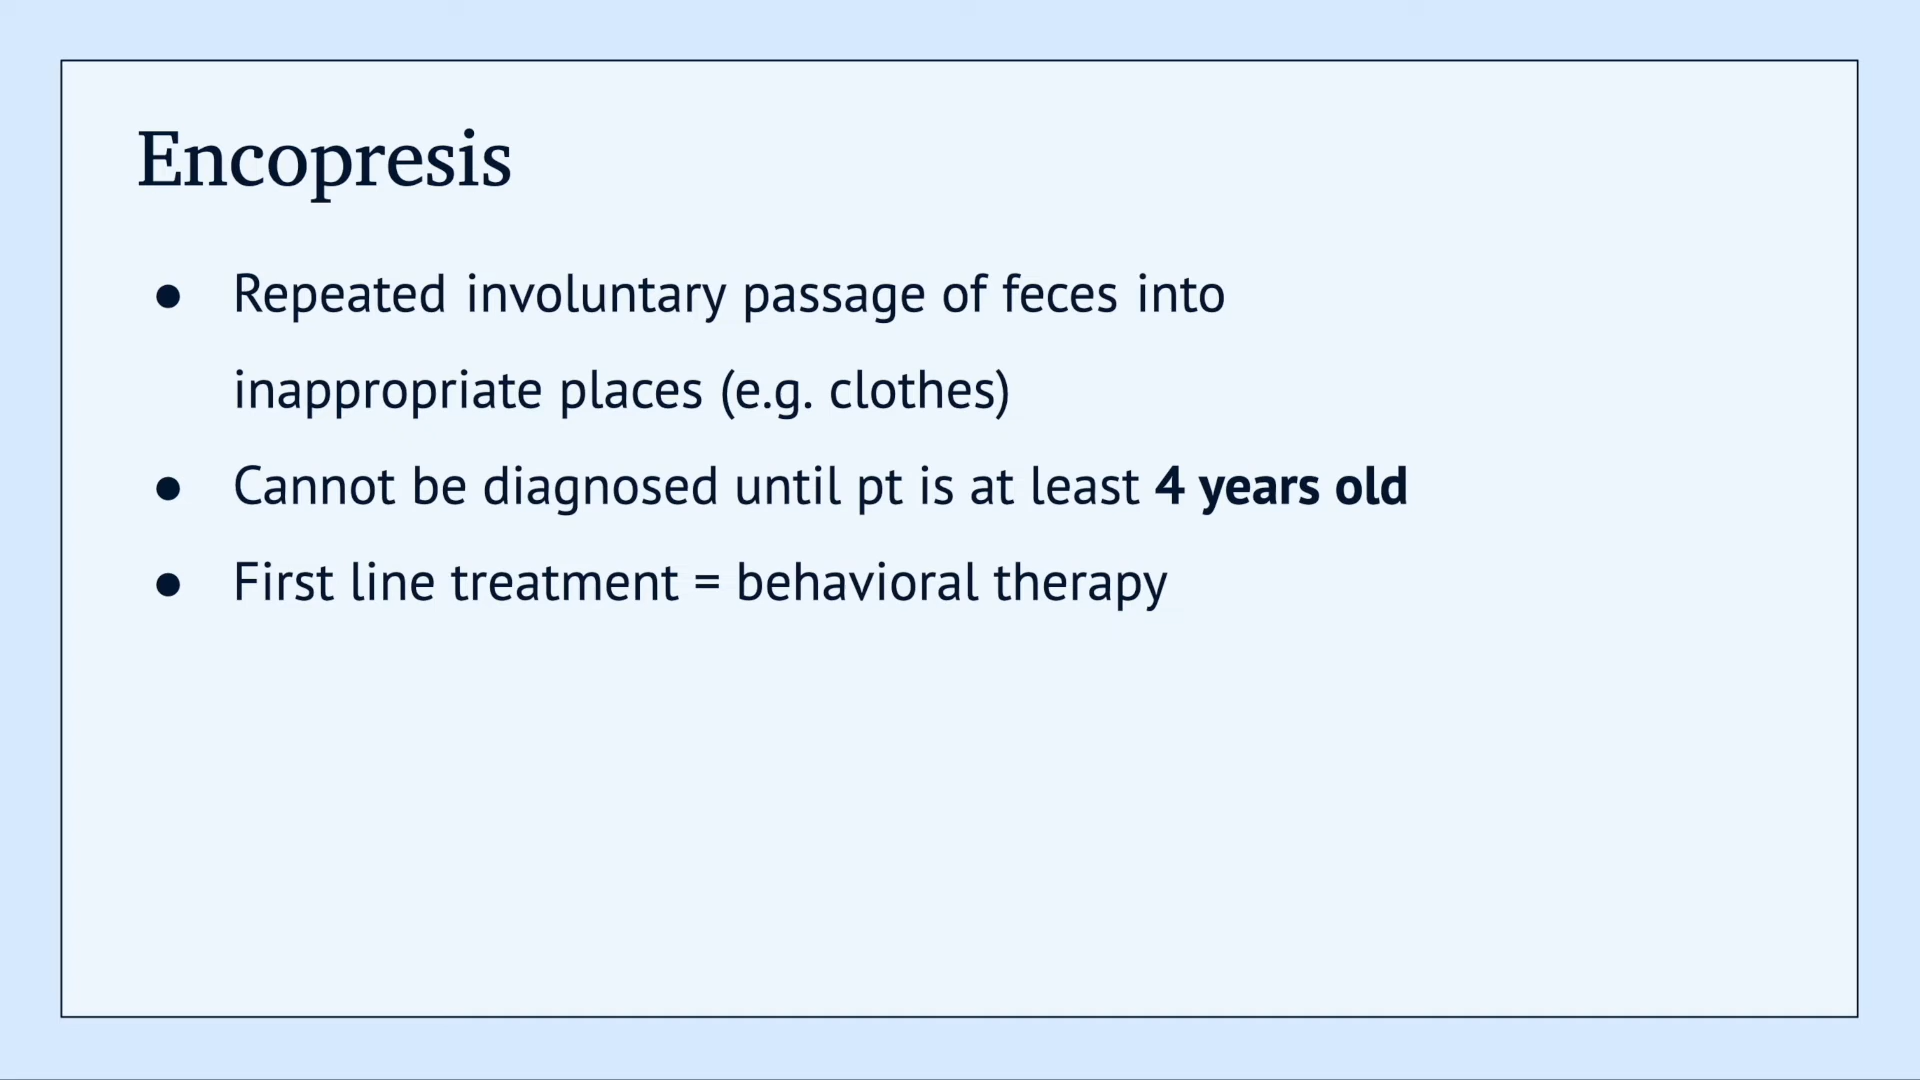 Encopresis
● Repeated involuntary passage of feces into
inappropriate places (e.g. clothes)
● Cannot be diagnosed until pt is at least 4 years old
● First line treatment = behavioral therapy